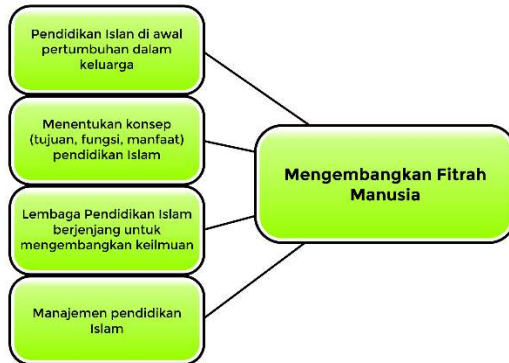 Pendidikan Islan di awal
pertumbuhan dalam
keluarga
Menentukan konsep
(tujuan, fungsi, manfaat)
pendidikan Islam
Lembaga Pendidikan Islam
berjenjang untuk
mengembangkan keilmuan
Manajemen pendidikan
Islam
Mengembangkan Fitrah
Manusia